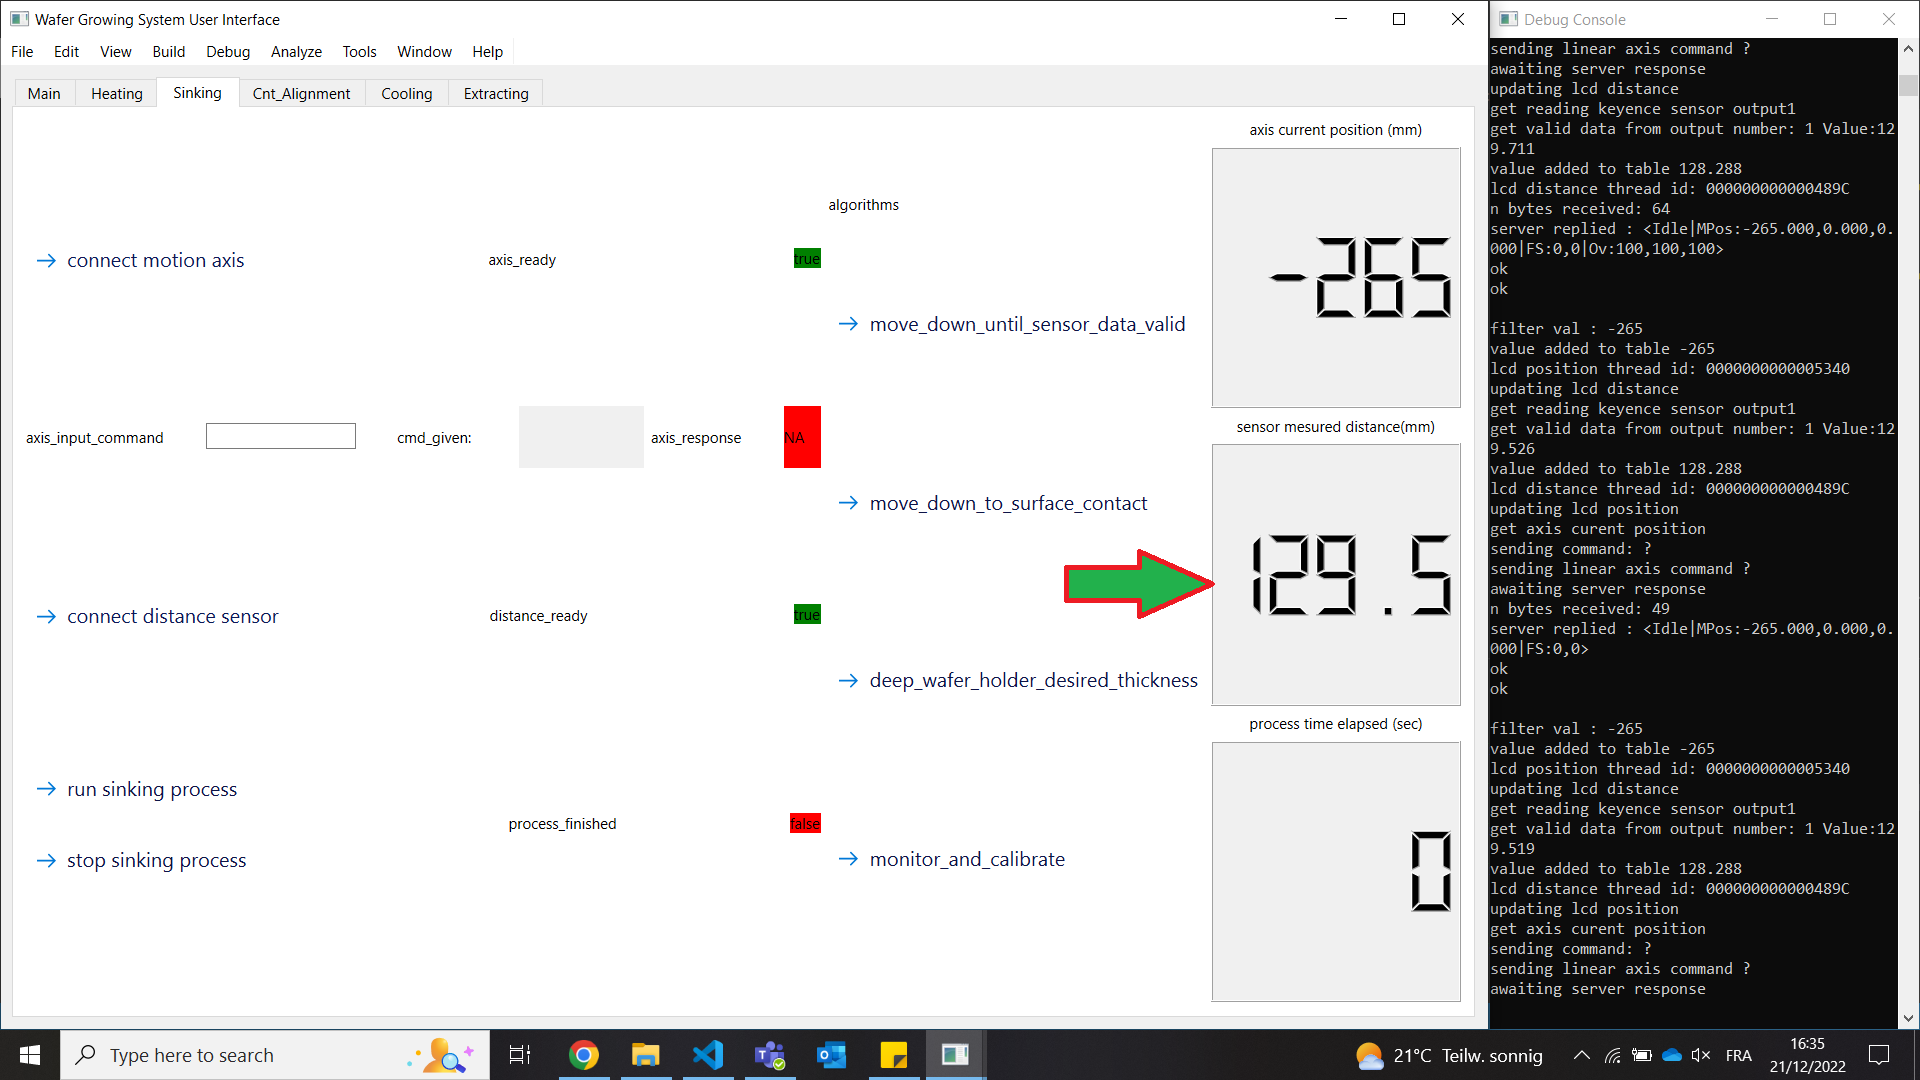 Wafer Growing System User Interface
File Edit View Build Debug Analyze Tools Window Help
Main Heating Sinking Cnt_Alignment Cooling Extracting
algorithms
connect motion axis
axis_ready
true
move_down_until_sensor_data_valid
axis_input_command
cmd_given:
axis_response
NA
move_down_to_surface_contact
connect distance sensor
distance_ready
true
deep_wafer_holder_desired_thickness
run sinking process
process_finished
false
stop sinking process
monitor_and_calibrate
axis current position (mm)
-265
sensor mesured distance(mm)
129.5
process time elapsed (sec)
0
Debug Console
sending linear axis command ?
awaiting server response
updating lcd distance
get reading keyence sensor output1
get valid data from output number: 1 Value:12
9.711
value added to table 128.288
lcd distance thread id: 000000000000489C
n bytes received: 64
server replied : <Idle|MPos:-265.000,0.000,0.
000|FS:0,0|Ov:100,100,100>
ok
ok
filter val : -265
value added to table -265
lcd position thread id: 0000000000005340
updating lcd distance
get reading keyence sensor output1
get valid data from output number: 1 Value:12
9.526
value added to table 128.288
lcd distance thread id: 000000000000489C
updating lcd position
get axis curent position
sending command: ?
sending linear axis command ?
awaiting server response
n bytes received: 49
server replied : <Idle|MPos:-265.000,0.000,0.
000|FS:0,0>
ok
ok
filter val : -265
value added to table -265
lcd position thread id: 0000000000005340
updating lcd distance
get reading keyence sensor output1
get valid data from output number: 1 Value:12
9.519
value added to table 128.288
lcd distance thread id: 000000000000489C
updating lcd position
get axis curent position
sending command: ?
sending linear axis command ?
awaiting server response
Type here to search
21°C Teilw. sonnig
FRA
16:35
21/12/2022